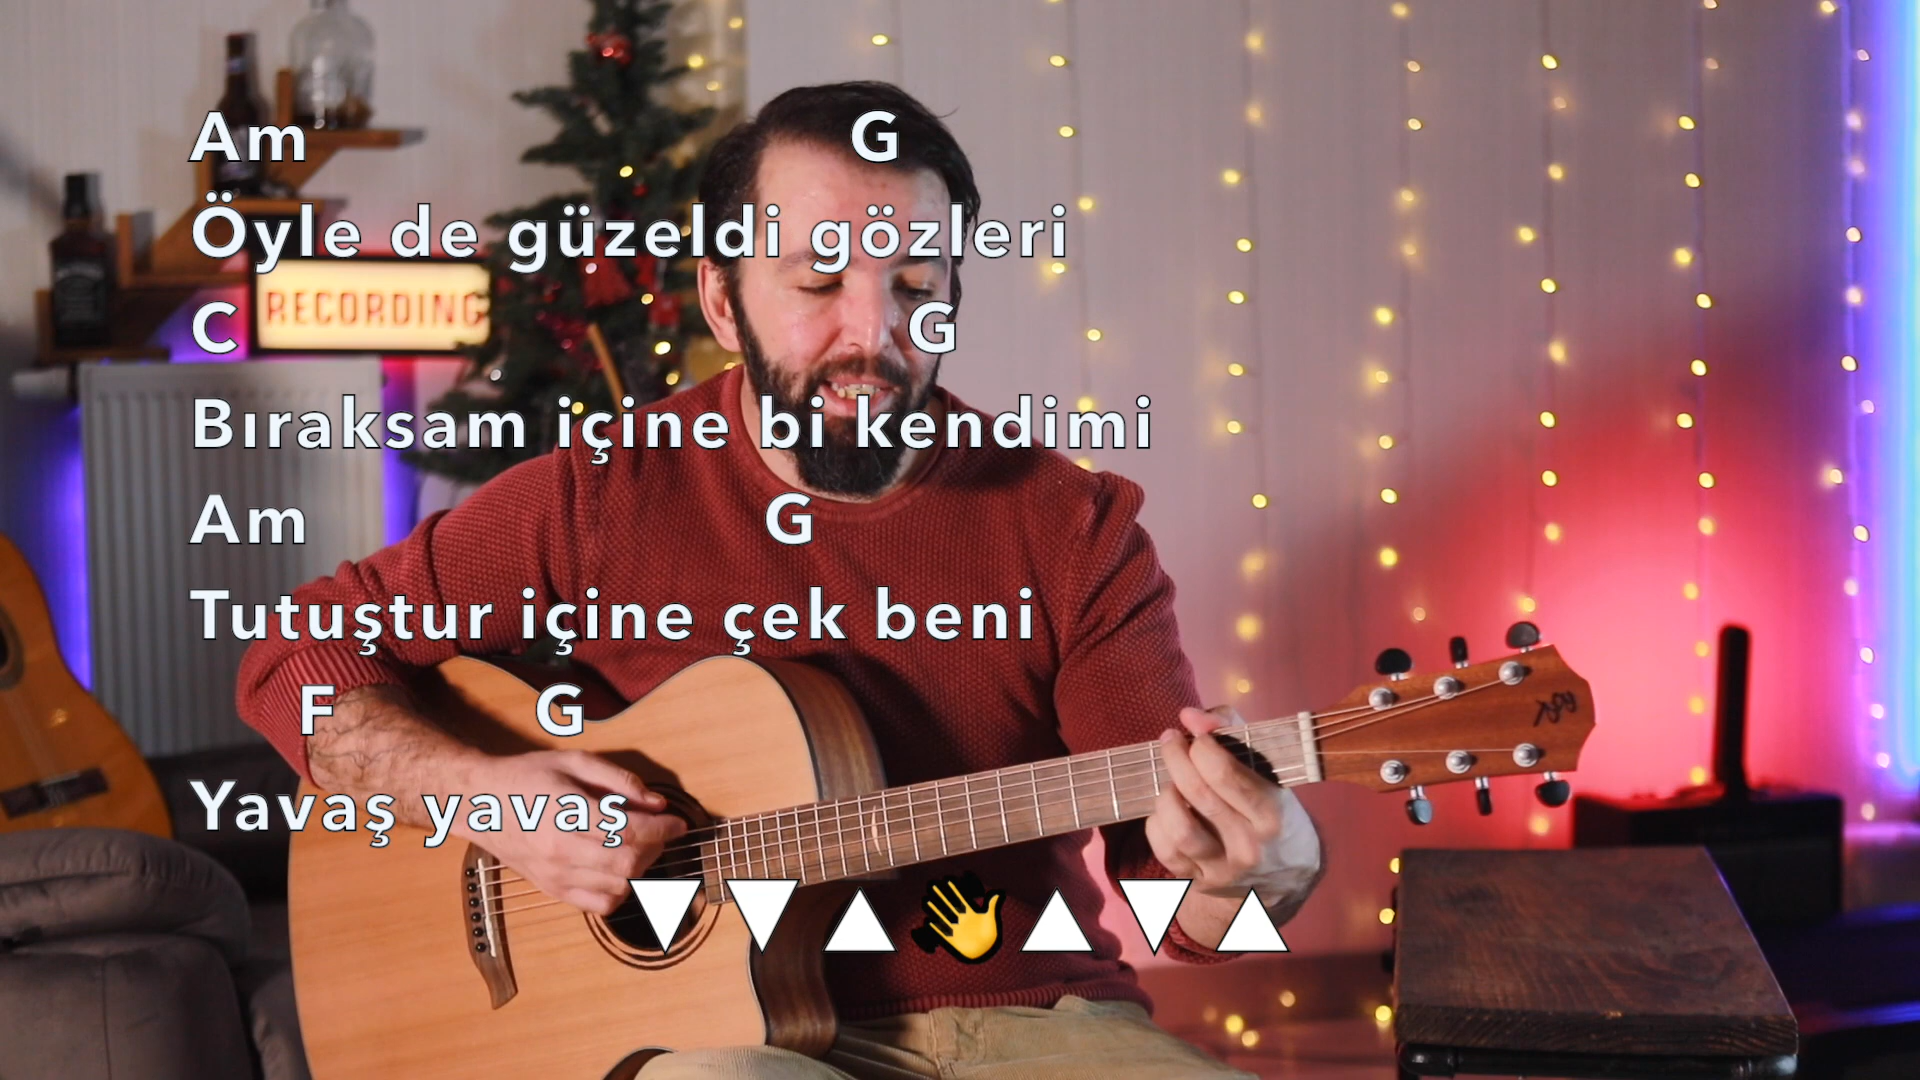 Am G
Öyle de güzeldi gözleri
C G
RECORDING
Bıraksam içine bi kendimi
Am G
Tutuştur içine çek beni
F G
Yavaş yavaş